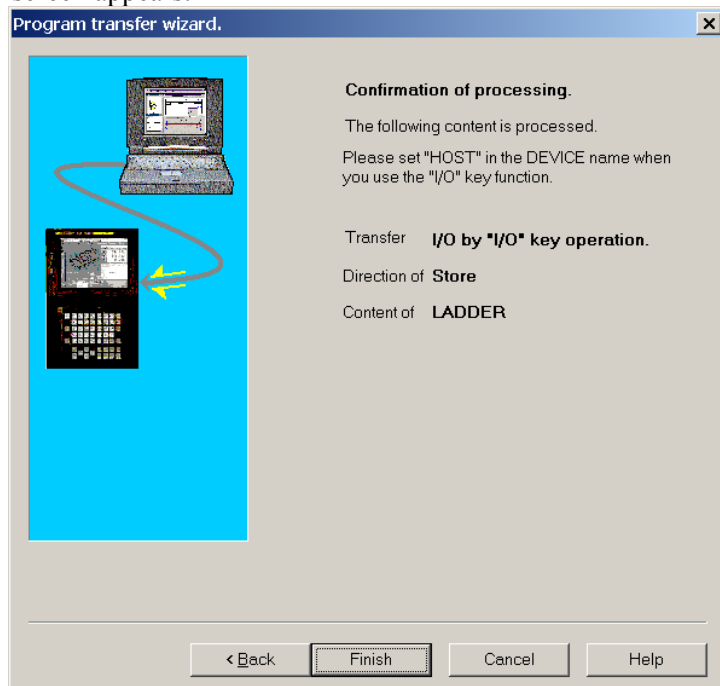 Program transfer wizard.
Confirmation of processing.
The following content is processed.
Please set "HOST" in the DEVICE name when
you use the "I/O" key function.
Transfer I/O by "I/O" key operation.
Direction of Store
Content of LADDER
< Back Finish Cancel Help